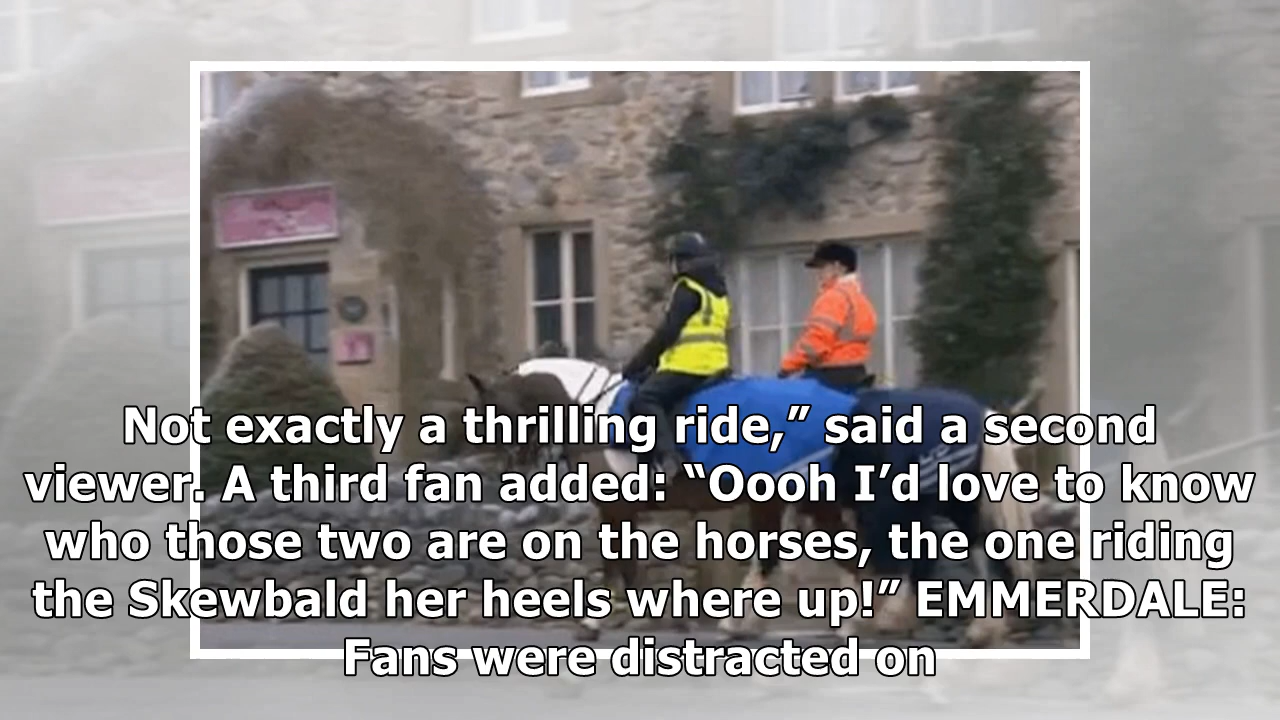 Not exactly a thrilling ride,” said a second
viewer. A third fan added: “Oooh I’d love to know
who those two are on the horses, the one riding
the Skewbald her heels where up!” EMMERDALE:
Fans were distracted on